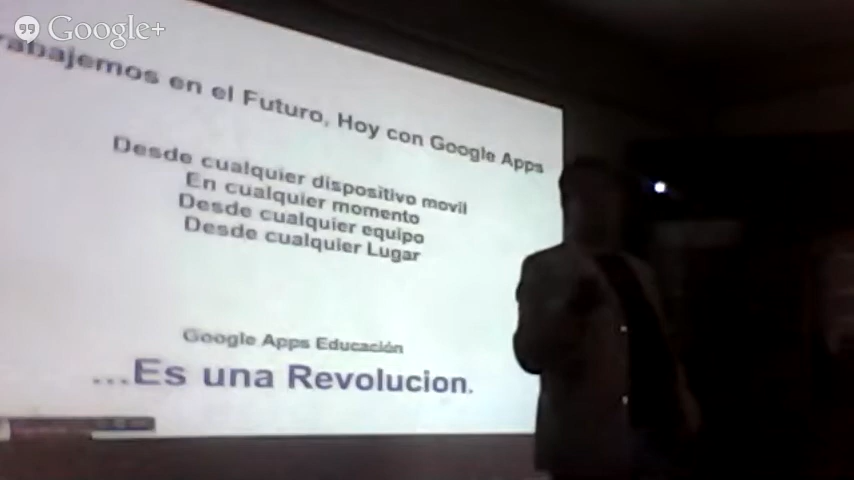 Google+
rabajemos en el Futuro, Hoy con Google Apps
Desde cualquier dispositivo movil
En cualquier momento
Desde cualquier equipo
Desde cualquier Lugar
Google Apps Educación
...Es una Revolucion.